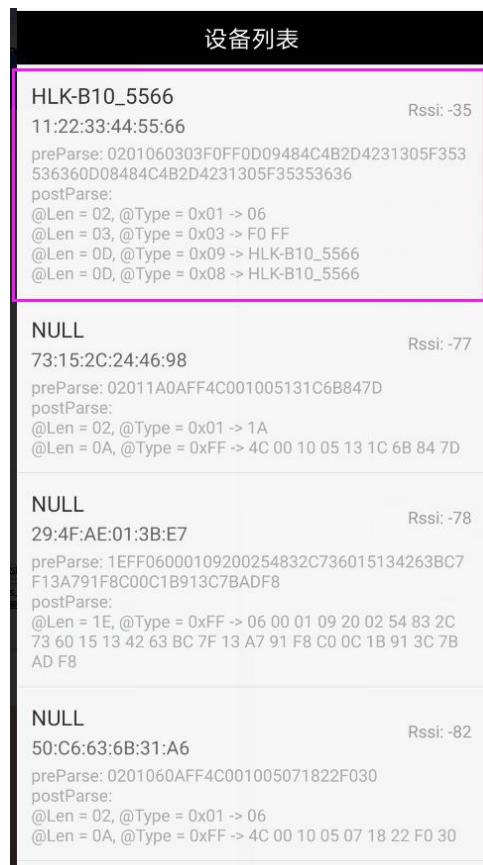 设备列表
HLK-B10_5566
Rssi: -35
11:22:33:44:55:66
preParse: 0201060303F0FF0D09484C4B2D4231305F353
536360D08484C4B2D4231305F35353636
postParse:
@Len = 02, @Type = 0x01 -> 06
@Len = 03, @Type = 0x03 -> F0 FF
@Len = 0D, @Type = 0x09 -> HLK-B10_5566
@Len = 0D, @Type = 0x08 -> HLK-B10_5566
NULL
Rssi: -77
73:15:2C:24:46:98
preParse: 02011A0AFF4C001005131C6B847D
postParse:
@Len = 02, @Type = 0x01 -> 1A
@Len = 0A, @Type = 0xFF -> 4C 00 10 05 13 1C 6B 84 7D
NULL
Rssi: -78
29:4F:AE:01:3B:E7
preParse: 1EFF06000109200254832C736015134263BC7
F13A791F8C00C1B913C7BADF8
postParse:
@Len = 1E, @Type = 0xFF -> 06 00 01 09 20 02 54 83 2C
73 60 15 13 42 63 BC 7F 13 A7 91 F8 C0 0C 1B 91 3C 7B
AD F8
NULL
Rssi: -82
50:C6:63:6B:31:A6
preParse: 0201060AFF4C001005071822F030
postParse:
@Len = 02, @Type = 0x01 -> 06
@Len = 0A, @Type = 0xFF -> 4C 00 10 05 07 18 22 F0 30